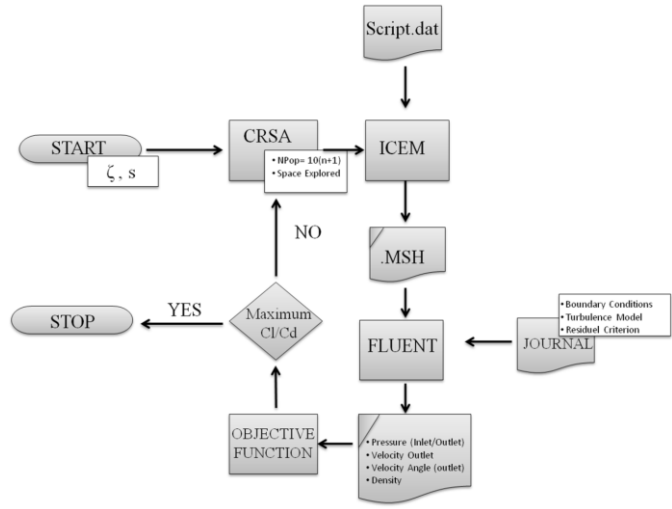 Script.dat
START
ζ , s
CRSA
• NPop= 10(n+1)
• Space Explored
ICEM
NO
.MSH
STOP
YES
Maximum
Cl/Cd
FLUENT
• Boundary Conditions
• Turbulence Model
• Residuel Criterion
JOURNAL
OBJECTIVE
FUNCTION
• Pressure (Inlet/Outlet)
• Velocity Outlet
• Velocity Angle (outlet)
• Density